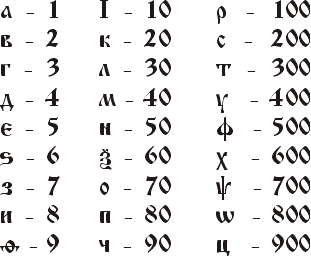 а – 1 І – 10 р – 100
в – 2 к – 20 с – 200
г – 3 л – 30 т – 300
д – 4 м – 40 ѵ – 400
є – 5 н – 50 ф – 500
ѕ – 6 ѯ – 60 х – 600
з – 7 о – 70 ѱ – 700
и – 8 п – 80 ѡ – 800
ѳ – 9 ч – 90 ц – 900